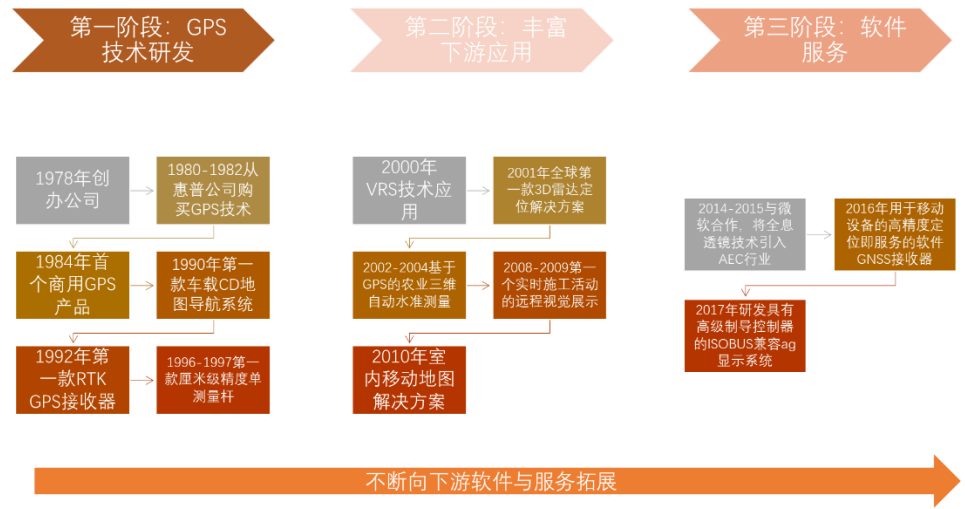 第一阶段：GPS
技术研发
第二阶段：丰富
下游应用
第三阶段：软件
服务
1978年创
办公司
1980-1982从
惠普公司购
买GPS技术
1984年首
个商用GPS
产品
1990年第一
款车载CD地
图导航系统
1992年第
一款RTK
GPS接收器
1996-1997第一
款厘米级精度单
测量杆
2000年
VRS技术应
用
2001年全球第
一款3D雷达定
位解决方案
2002-2004基于
GPS的农业三维
自动水准测量
2008-2009第一
个实时施工活动
的远程视觉展示
2010年室
内移动地图
解决方案
2014-2015与微
软合作，将全息
透镜技术引入
AEC行业
2016年用于移动
设备的高精度定
位即服务的软件
GNSS接收器
2017年研发具有
高级制导控制器
的ISOBUS兼容ag
显示系统
不断向下游软件与服务拓展